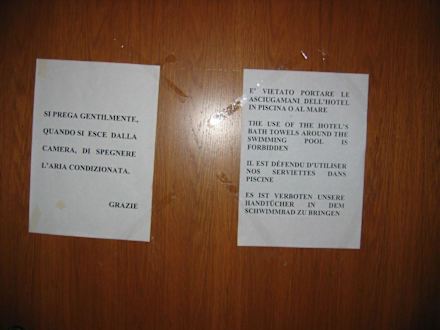 SI PREGA GENTILMENTE,
QUANDO SI ESCE DALLA
CAMERA, DI SPEGNERE
L'ARIA CONDIZIONATA.
GRAZIE
E' VIETATO PORTARE LE
ASCIUGAMANI DELL'HOTEL
IN PISCINA O AL MARE
THE USE OF THE HOTEL'S
BATH TOWELS AROUND THE
SWIMMING POOL IS
FORBIDDEN
IL EST DÉFENDU D'UTILISER
NOS SERVIETTES DANS
PISCINE
ES IST VERBOTEN UNSERE
HANDTÜCHER IN DEM
SCHWIMMBAD ZU BRINGEN